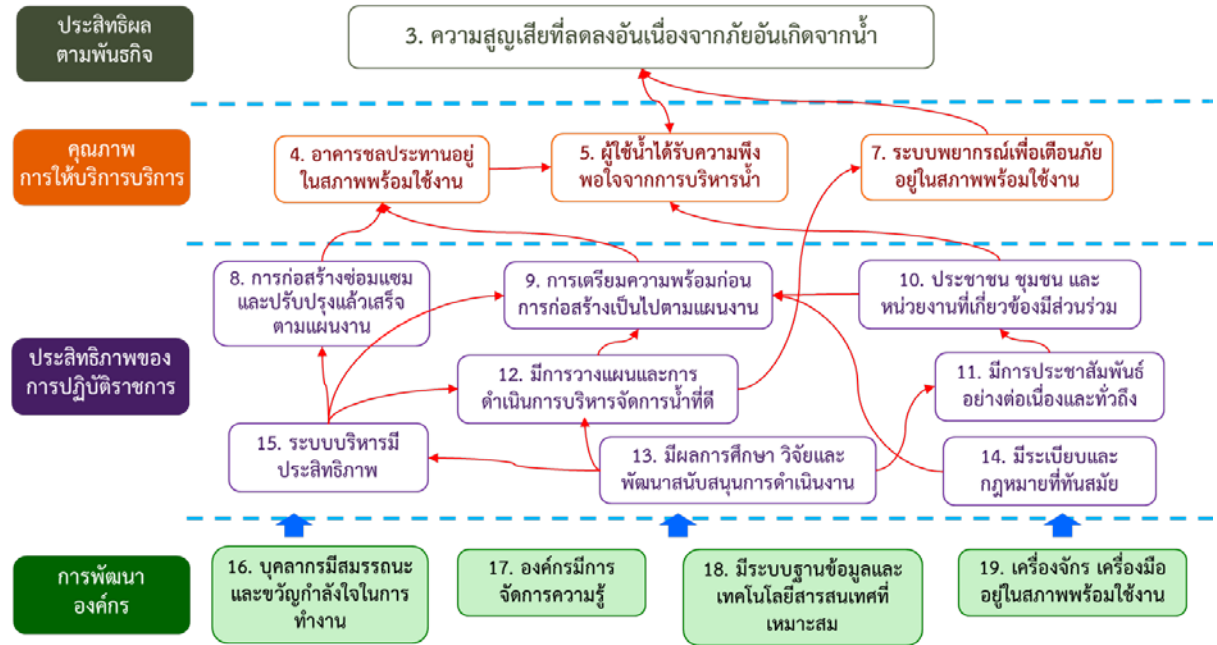 ประสิทธิผล
ตามพันธกิจ
3. ความสูญเสียที่ลดลงอันเนื่องจากภัยอันเกิดจากน้ำ
คุณภาพ
การให้บริการบริการ
4. อาคารชลประทานอยู่
ในสภาพพร้อมใช้งาน
5. ผู้ใช้น้ำได้รับความพึง
พอใจจากการบริหารน้ำ
7. ระบบพยากรณ์เพื่อเตือนภัย
อยู่ในสภาพพร้อมใช้งาน
ประสิทธิภาพของ
การปฏิบัติราชการ
8. การก่อสร้างซ่อมแซม
และปรับปรุงแล้วเสร็จ
ตามแผนงาน
9. การเตรียมความพร้อมก่อน
การก่อสร้างเป็นไปตามแผนงาน
10. ประชาชน ชุมชน และ
หน่วยงานที่เกี่ยวข้องมีส่วนร่วม
12. มีการวางแผนและการ
ดำเนินการบริหารจัดการน้ำที่ดี
11. มีการประชาสัมพันธ์
อย่างต่อเนื่องและทั่วถึง
15. ระบบบริหารมี
ประสิทธิภาพ
13. มีผลการศึกษา วิจัยและ
พัฒนาสนับสนุนการดำเนินงาน
14. มีระเบียบและ
กฎหมายที่ทันสมัย
การพัฒนา
องค์กร
16. บุคลากรมีสมรรถนะ
และขวัญกำลังใจในการ
ทำงาน
17. องค์กรมีการ
จัดการความรู้
18. มีระบบฐานข้อมูลและ
เทคโนโลยีสารสนเทศที่
เหมาะสม
19. เครื่องจักร เครื่องมือ
อยู่ในสภาพพร้อมใช้งาน